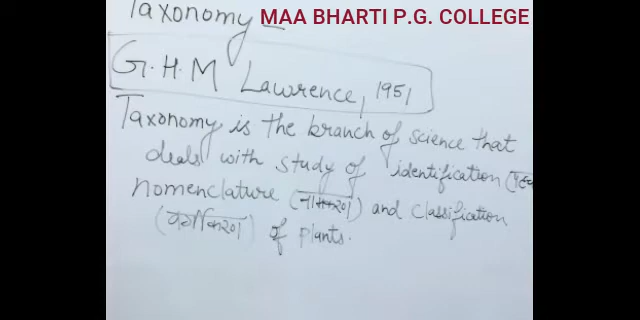 Taxonomy -
MAA BHARTI P.G. COLLEGE
G.H.M Lawrence, 1951
Taxonomy is the branch of science that
deals with study of identification (
nomenclature (नामकरण) and classification
(वर्गीकरण) of plants.